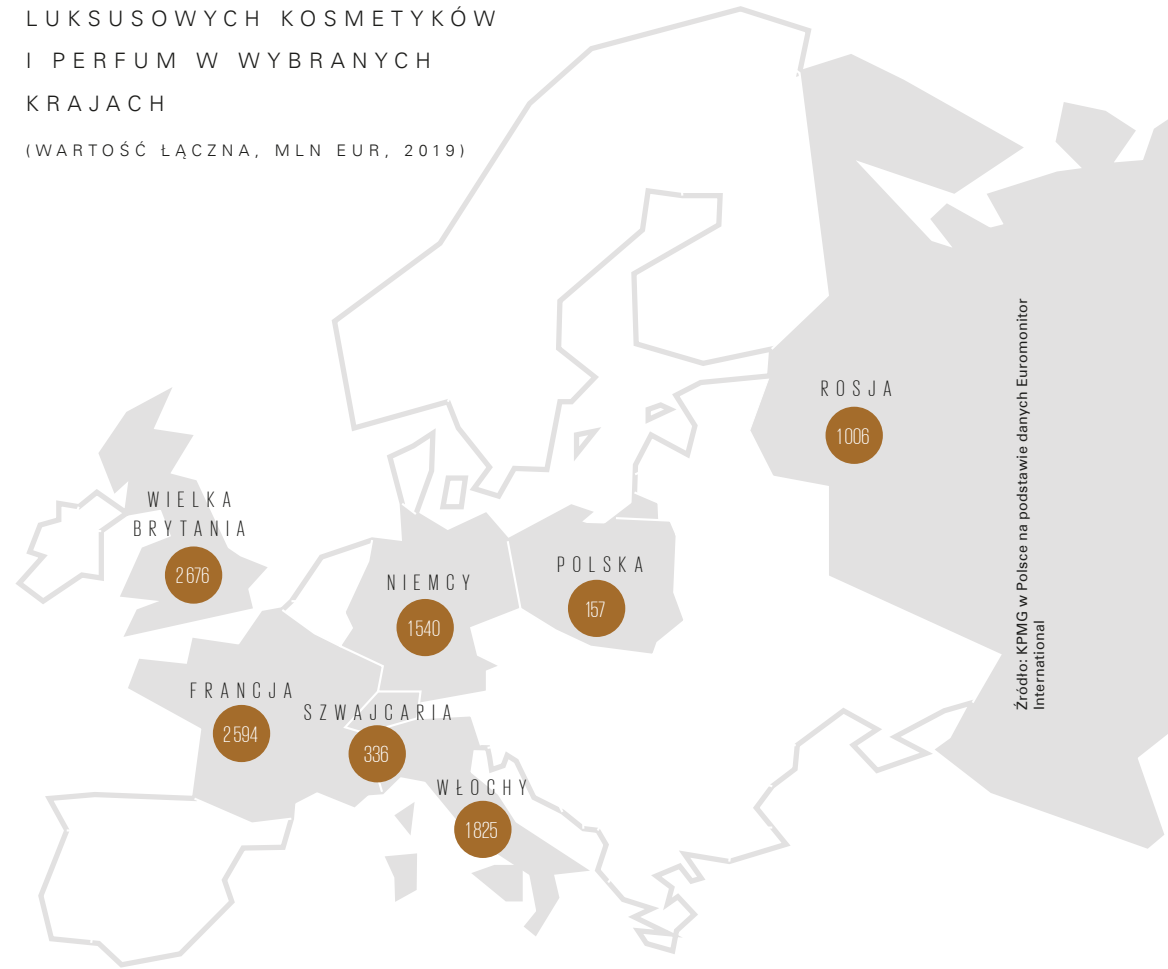 LUKSUSOWYCH KOSMETYKÓW
I PERFUM W WYBRANYCH
KRAJACH
(WARTOŚĆ ŁĄCZNA, MLN EUR, 2019)
ROSJA
1006
WIELKA
BRYTANIA
2676
NIEMCY
1540
POLSKA
157
FRANCJA
2594
SZWAJCARIA
336
WŁOCHY
1825
Źródło: KPMG w Polsce na podstawie danych Euromonitor
International